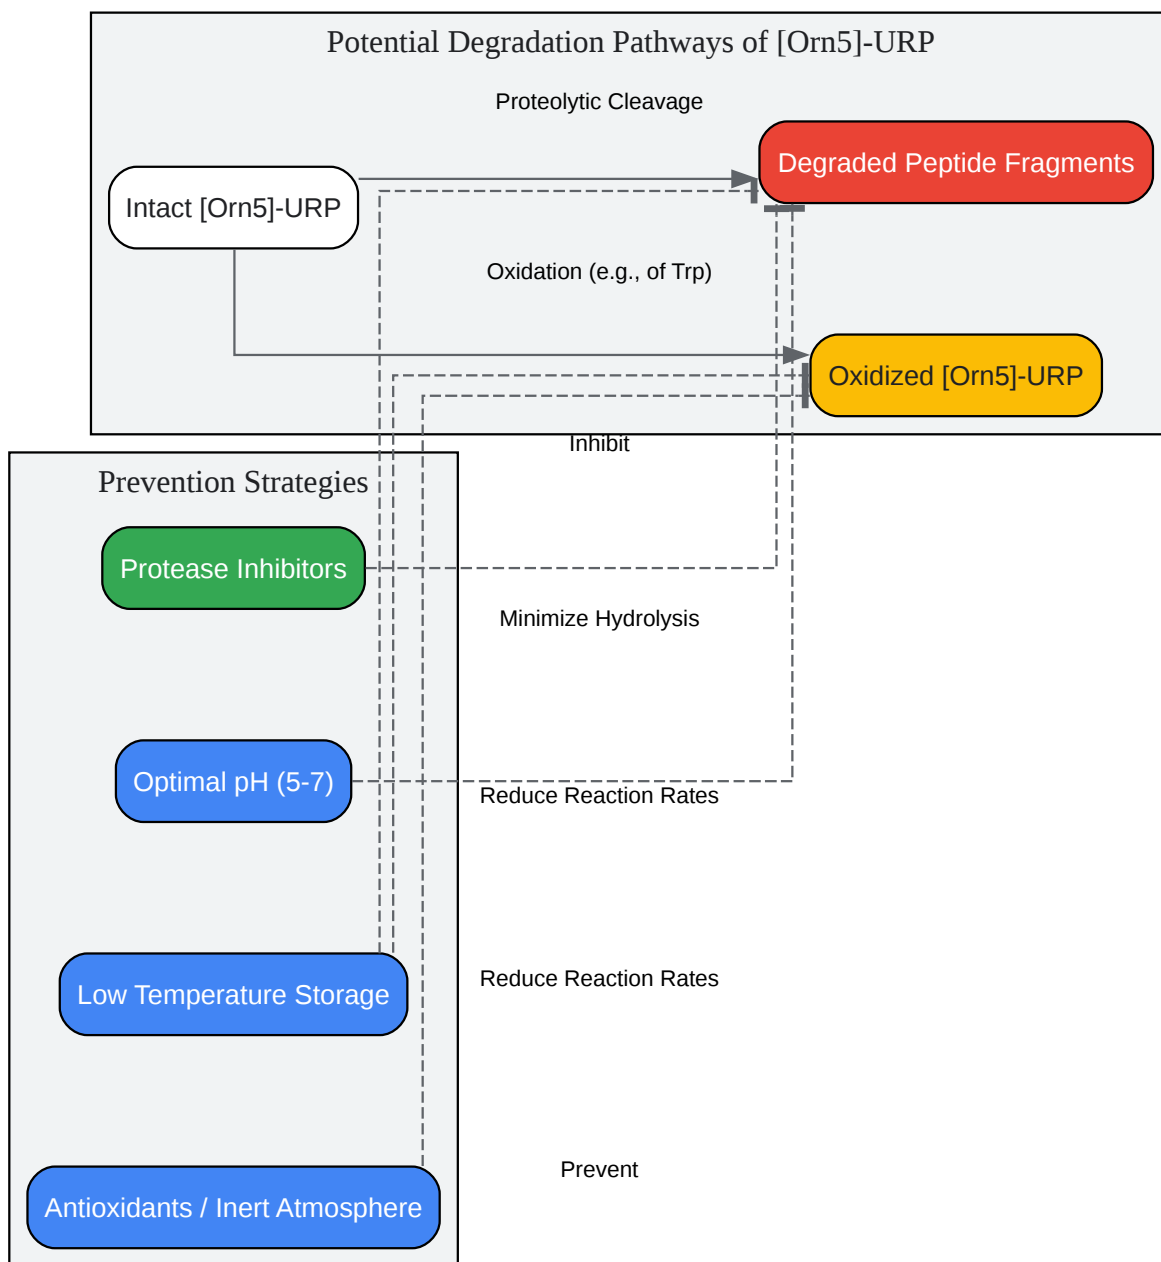 Potential Degradation Pathways of [Orn5]-URP
Proteolytic Cleavage
Degraded Peptide Fragments
Intact [Orn5]-URP
Oxidation (e.g., of Trp)
Oxidized [Orn5]-URP
Inhibit
Prevention Strategies
Protease Inhibitors
Minimize Hydrolysis
Optimal pH (5-7)
Reduce Reaction Rates
Low Temperature Storage
Reduce Reaction Rates
Prevent
Antioxidants / Inert Atmosphere